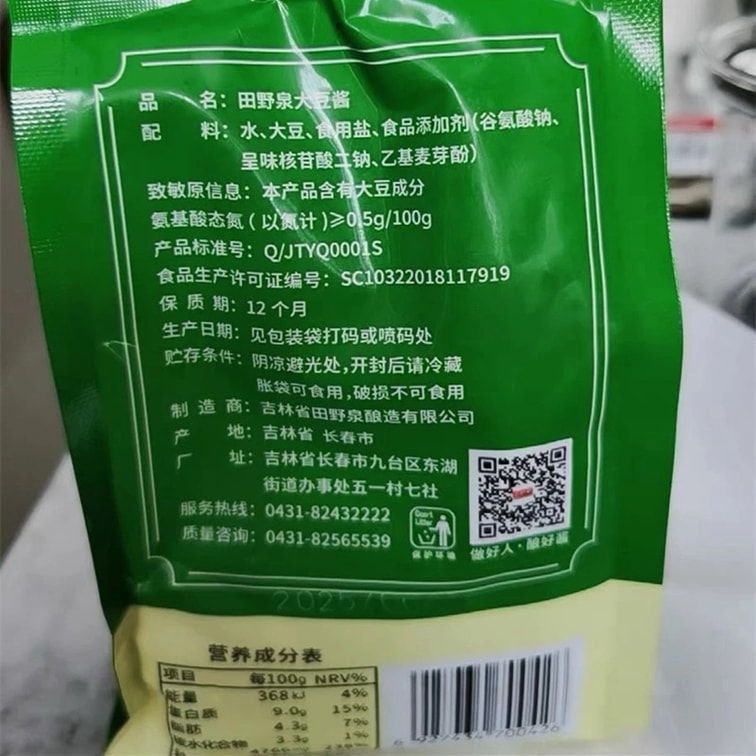 品 名：田野泉大豆酱
配 料：水、大豆、食用盐、食品添加剂（谷氨酸钠、
呈味核苷酸二钠、乙基麦芽酚）
致敏原信息：本产品含有大豆成分
氨基酸态氮（以氮计）≥0.5g/100g
产品标准号：Q/JTYQ0001S
食品生产许可证编号：SC10322018117919
保 质 期：12个月
生产日期：见包装袋打码或喷码处
贮存条件：阴凉避光处，开封后请冷藏
胀袋可食用，破损不可食用
制 造 商：吉林省田野泉酿造有限公司
产 地：吉林省 长春市
厂 址：吉林省长春市九台区东湖
街道办事处五一村七社
服务热线：0431-82432222
质量咨询：0431-82565539
保护环境
做好人·酿好酱
营养成分表
项目 每100g NRV%
能量 368kJ 4%
蛋白质 9.0g 15%
脂肪 4.3g 7%
碳水化合物 3.3g 1%